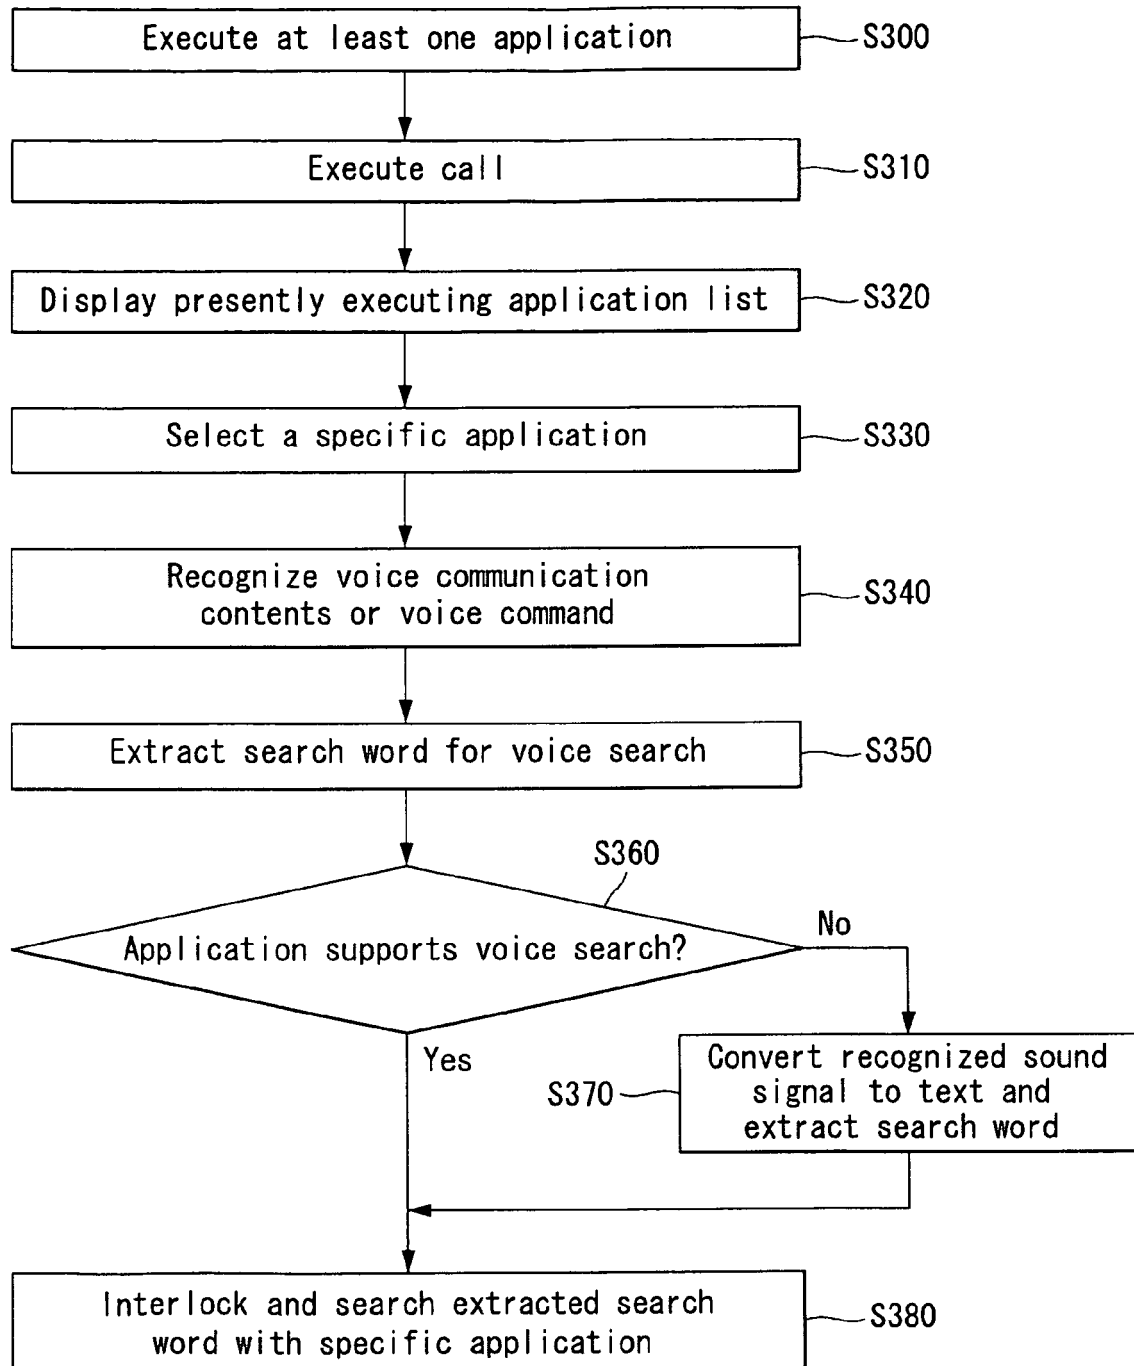 Execute at least one application
S300
Execute call
S310
Display presently executing application list
S320
Select a specific application
S330
Recognize voice communication
contents or voice command
S340
Extract search word for voice search
S350
S360
Application supports voice search?
No
Yes
S370
Convert recognized sound
signal to text and
extract search word
Interlock and search extracted search
word with specific application
S380